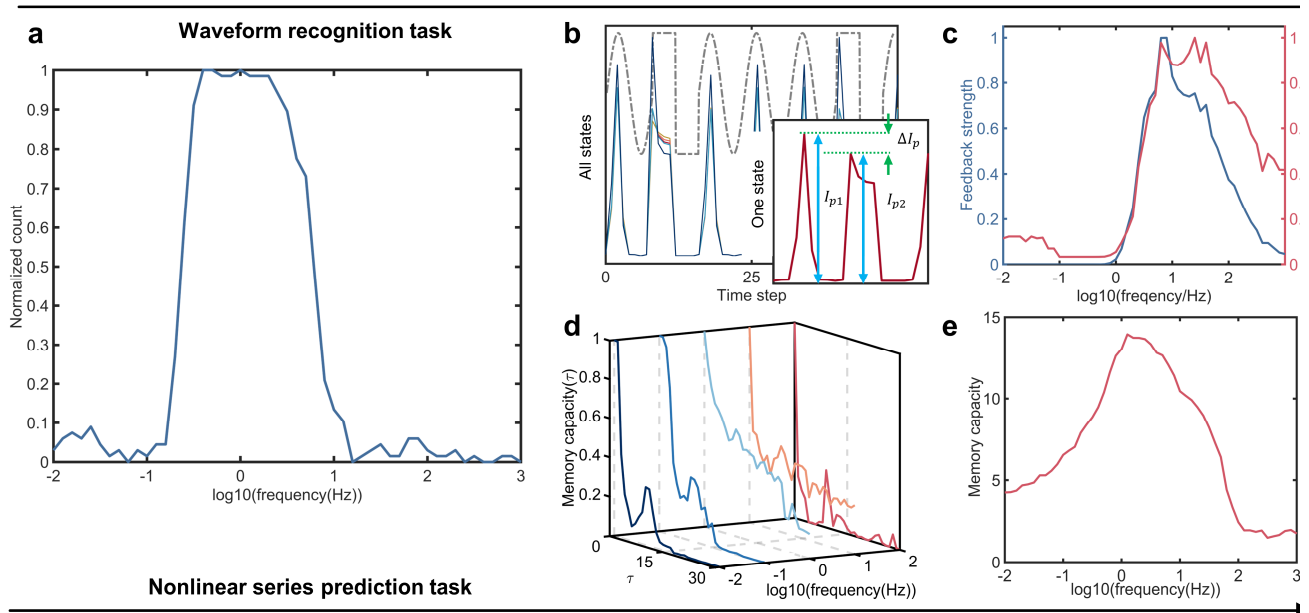 a
Waveform recognition task
1
0.9
0.8
0.7
0.6
0.5
0.4
0.3
0.2
0.1
0
Normalized count
-2
-1
0
1
2
3
log10(frequency(Hz))
Nonlinear series prediction task
b
All states
0
25
Time step
One state
ΔI_p
I_p1
I_p2
c
Feedback strength
1
0.8
0.6
0.4
0.2
0
-2
-1
0
1
2
log10(freqency/Hz)
d
Memory capacity(τ)
1
0.8
0.6
0.4
0.2
0
15
30
τ
-2
-1
0
1
2
log10(frequency(Hz))
e
Memory capacity
15
10
5
0
-2
-1
0
1
2
3
log10(frequency(Hz))